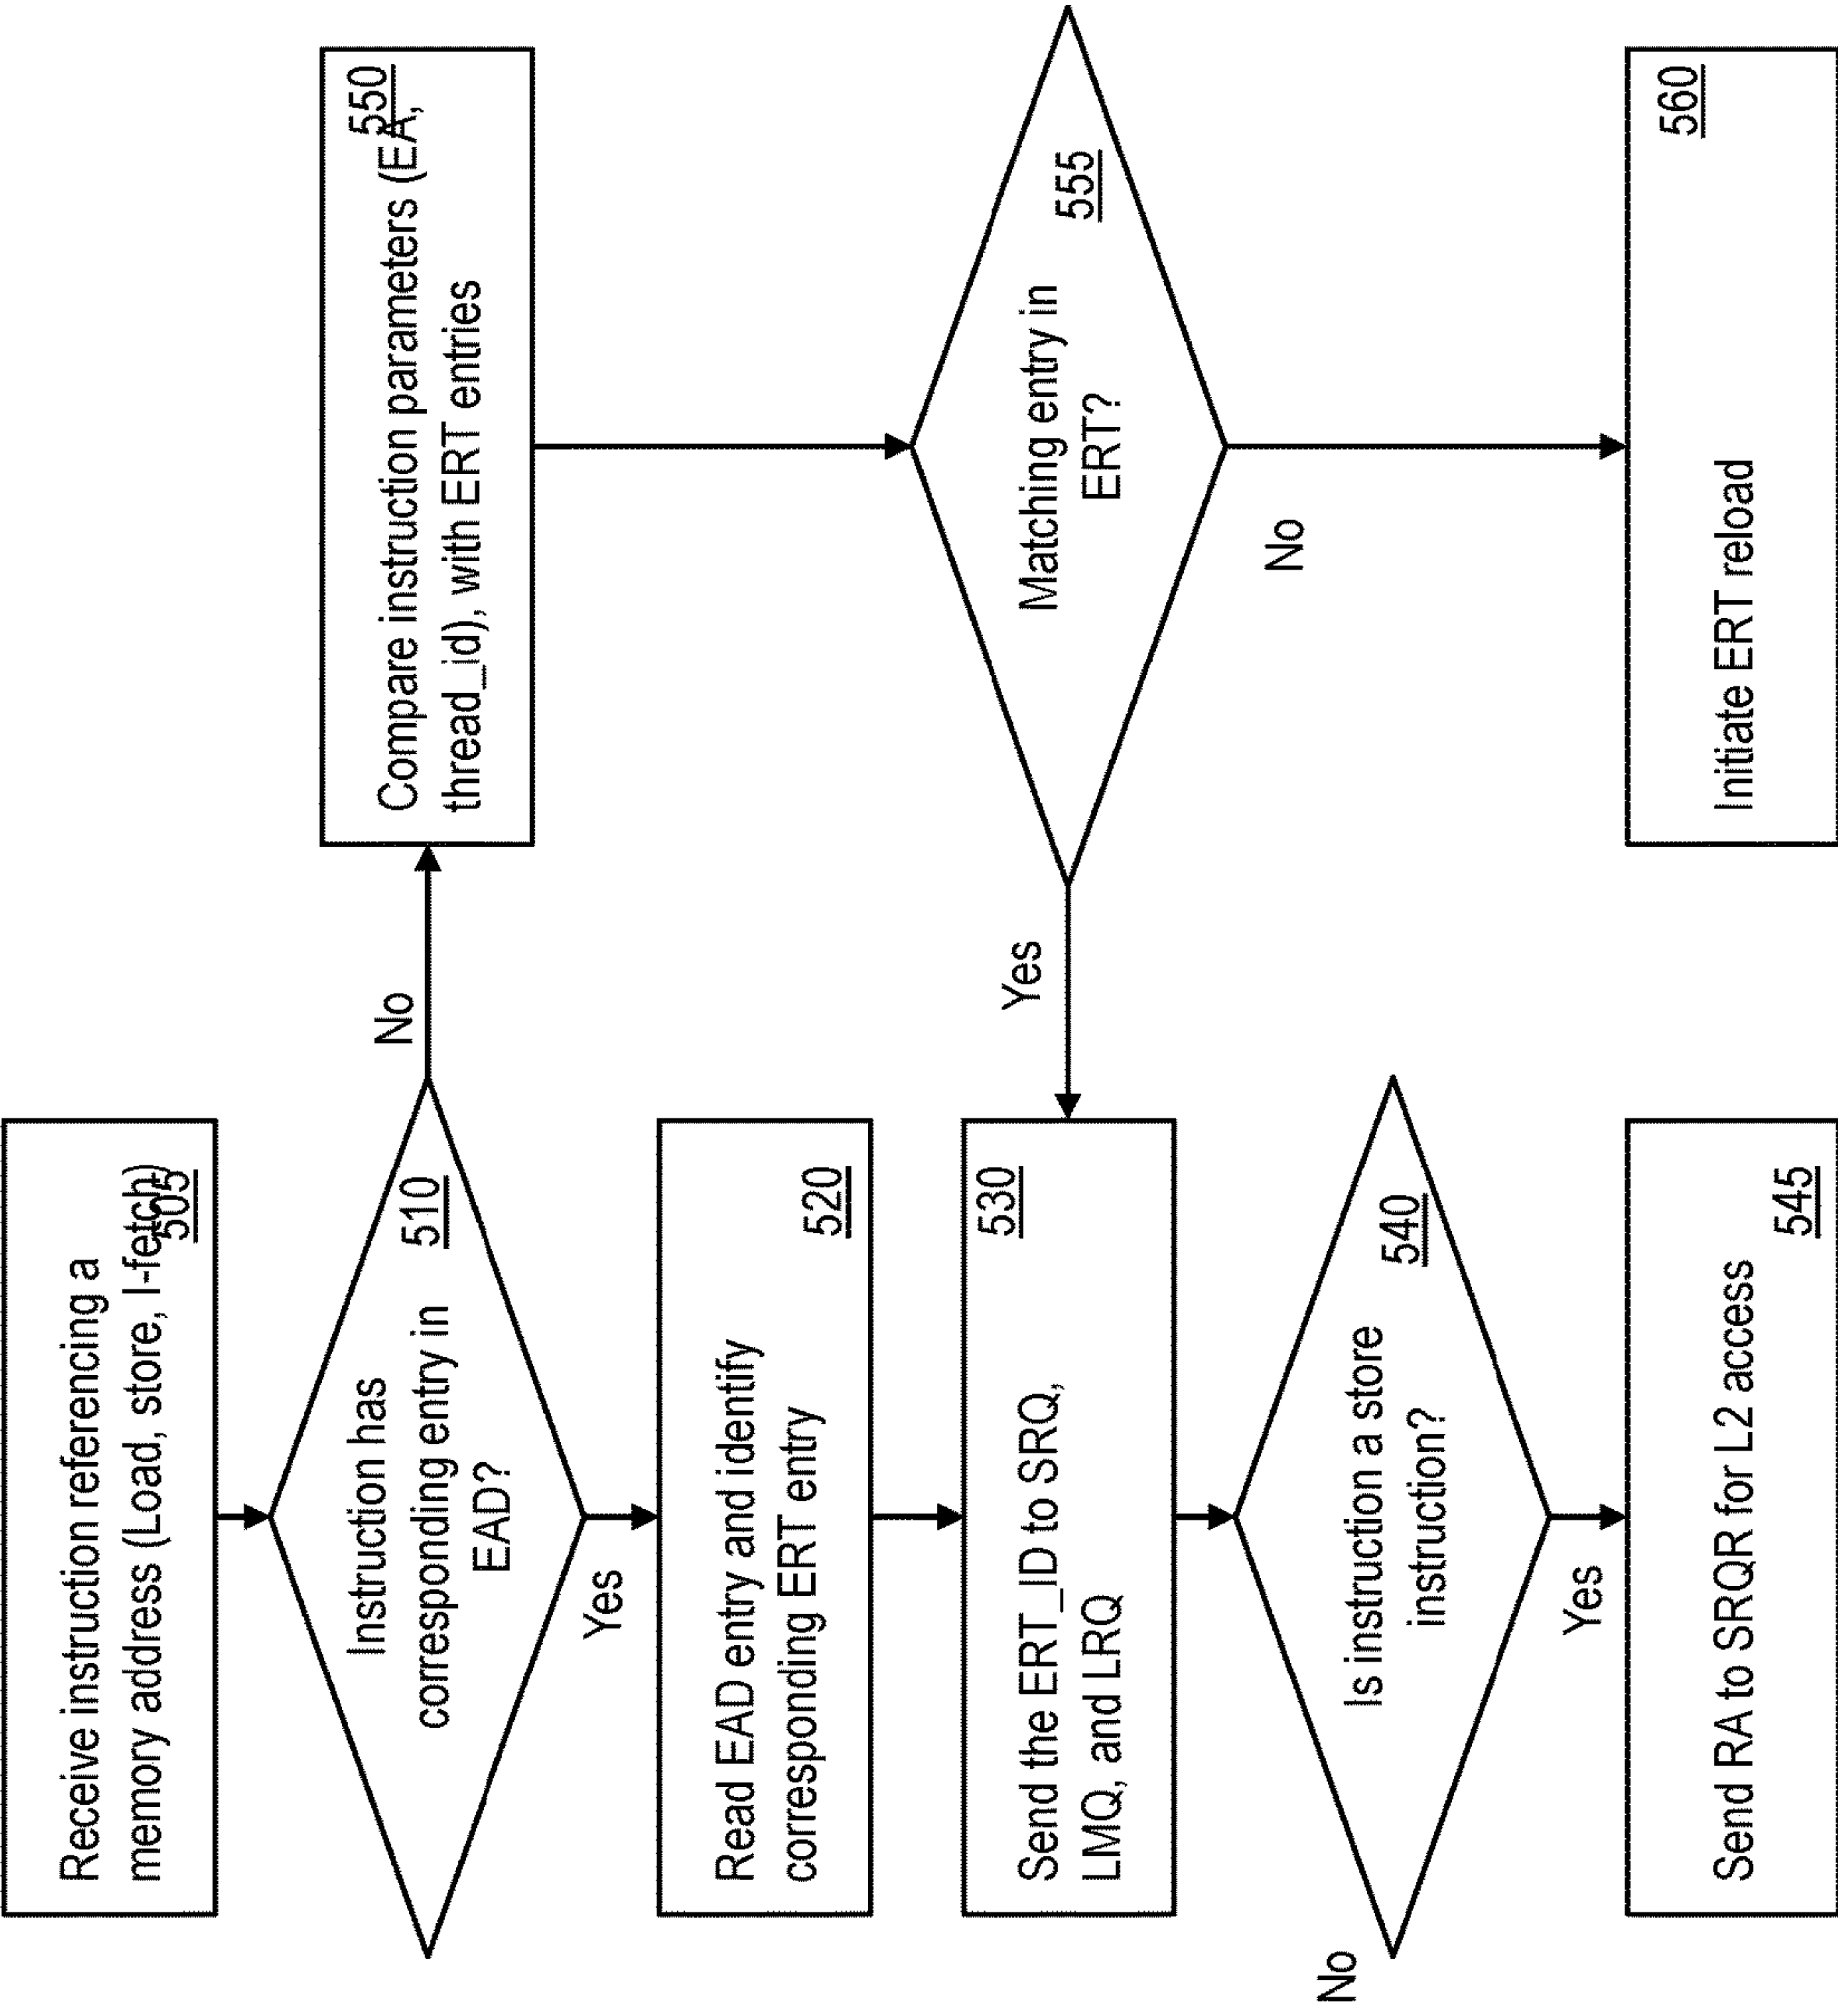 Receive instruction referencing a
memory address (Load, store, I-fetch)
505
Instruction has
corresponding entry in
EAD?
510
No
Yes
Read EAD entry and identify
corresponding ERT entry
520
Send the ERT_ID to SRQ,
LMQ, and LRQ
530
Is instruction a store
instruction?
540
No
Yes
Send RA to SRQR for L2 access
545
550
Compare instruction parameters (EA,
thread_id), with ERT entries
Matching entry in
ERT?
555
Yes
No
Initiate ERT reload
560